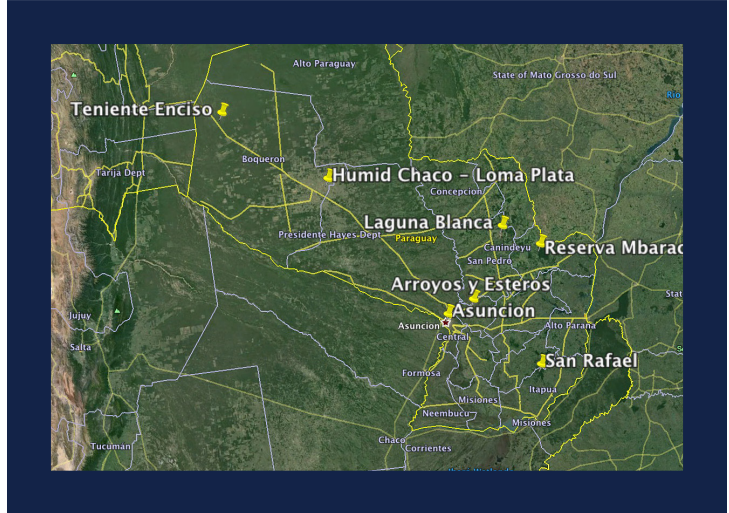 Alto Paraguay
State of Mato Grosso do Sul
Rio
Teniente Enciso
Boqueron
Tarija Dept
Humid Chaco - Loma Plata
Concepcion
Laguna Blanca
Presidente Hayes Dept
Paraguay
Canindeyu
Reserva Mbarac
San Pedro
Arroyos y Esteros
Stat
Jujuy
Asuncion
Asuncion
Alto Parana
Central
Salta
San Rafael
Formosa
Itapua
Misiones
Neembucu
Misiones
Chaco
Corrientes
Tucuman